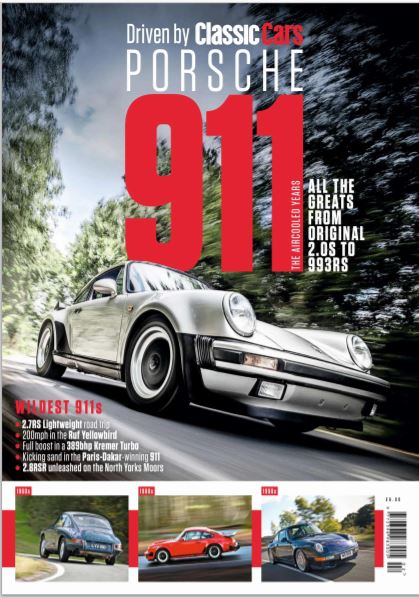 Driven by Classic Cars
PORSCHE
911
THE AIRCOOLED YEARS
ALL THE
GREATS
FROM
ORIGINAL
2.0S TO
993RS
WILDEST 911s
2.7RS Lightweight road trip
200mph in the Ruf Yellowbird
Full boost in a 389bhp Kremer Turbo
Kicking sand in the Paris-Dakar-winning 911
2.8RSR unleashed on the North Yorks Moors
1960s
1980s
1990s